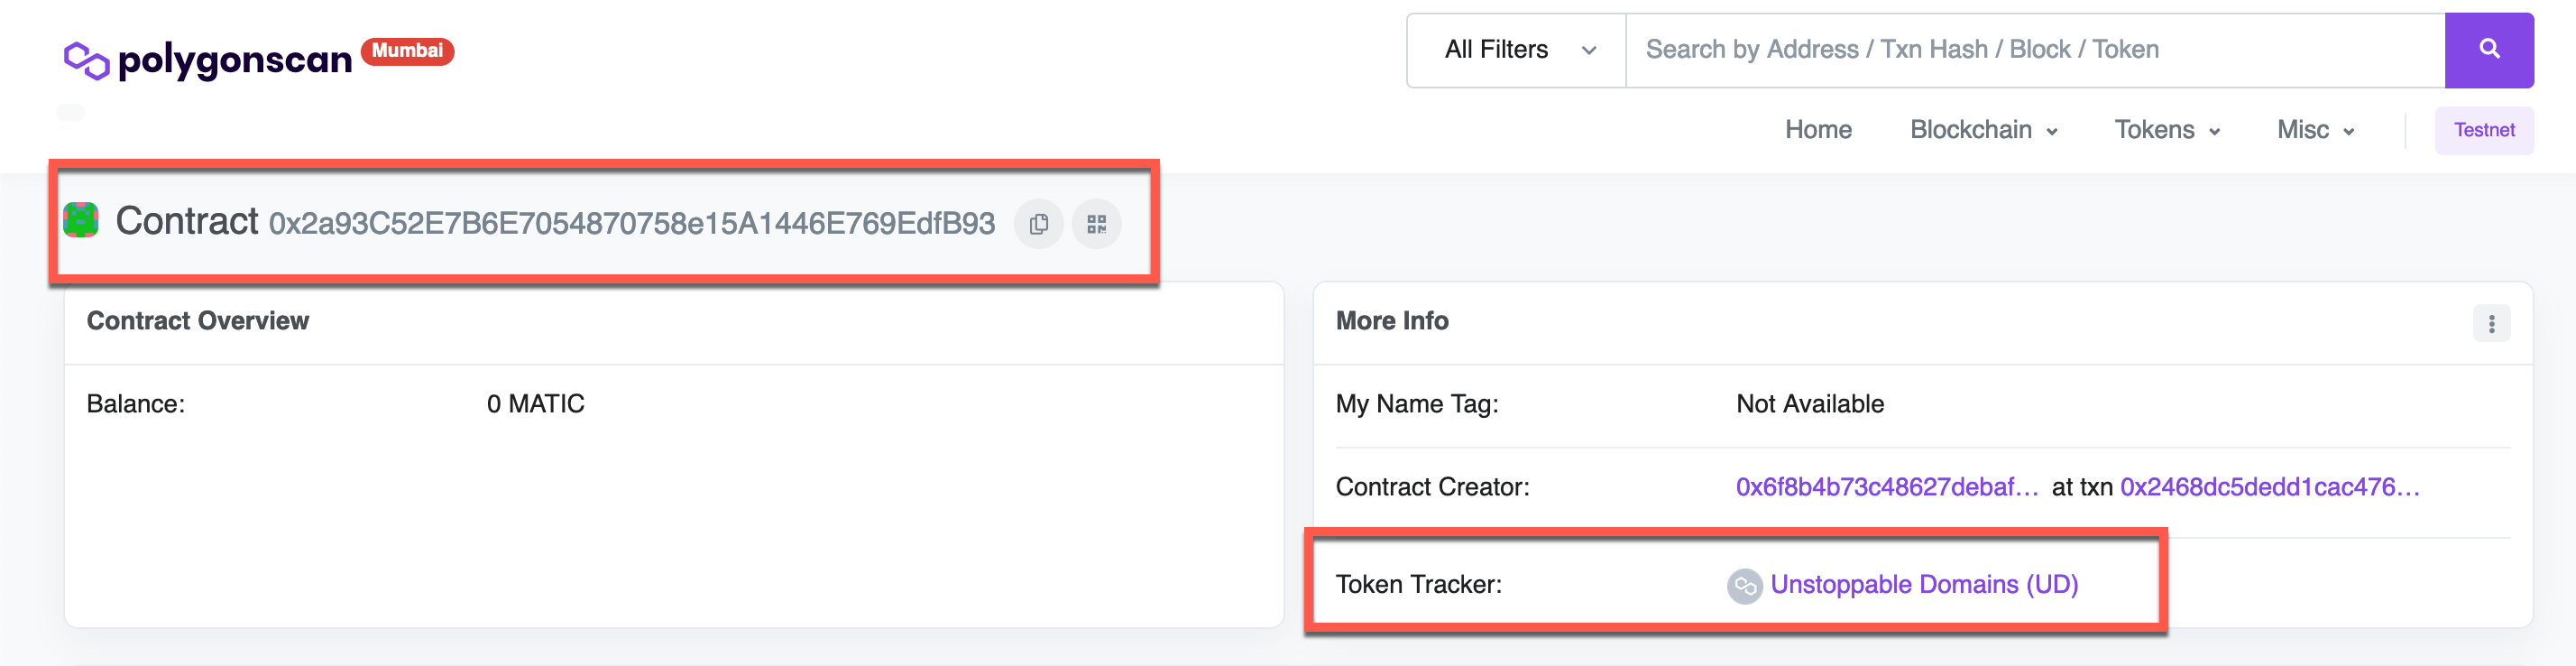 polygonscan Mumbai
All Filters Search by Address / Txn Hash / Block / Token
Home Blockchain Tokens Misc Testnet
Contract 0x2a93C52E7B6E7054870758e15A1446E769EdfB93
Contract Overview
Balance: 0 MATIC
More Info
My Name Tag: Not Available
Contract Creator: 0x6f8b4b73c48627debaf... at txn 0x2468dc5dedd1cac476...
Token Tracker: Unstoppable Domains (UD)